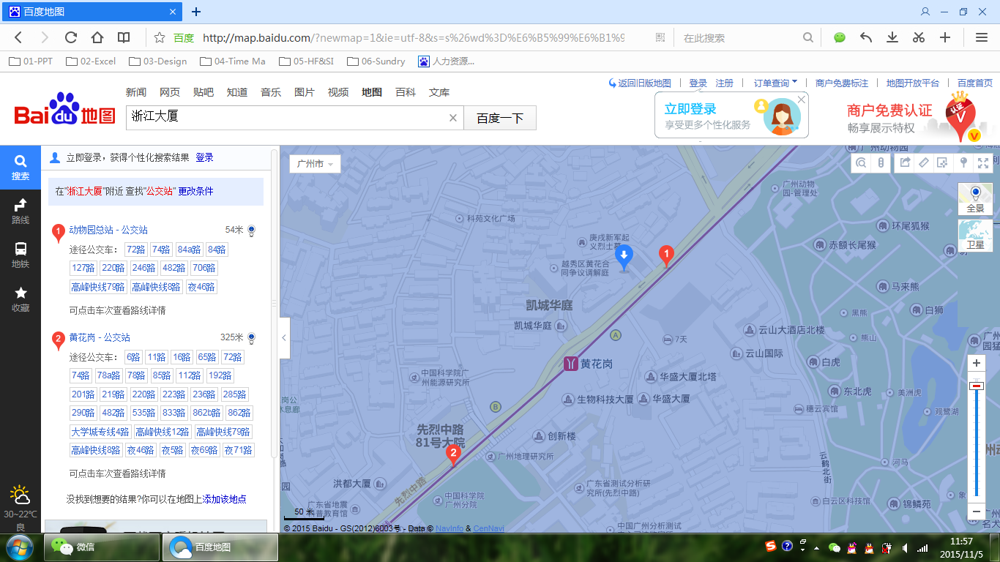 百度地图
百度 http://map.baidu.com/?newmap=1&ie=utf-8&s=s%26wd%3D%E6%B5%99%E6%B1%9
在此搜索
01-PPT 02-Excel 03-Design 04-Time Ma 05-HF&SI 06-Sundry 人力资源...
返回旧版地图 登录 注册 订单查询 商户免费标注 地图开放平台 百度首页
新闻 网页 贴吧 知道 音乐 图片 视频 地图 百科 文库
Bai du 地图
浙江大厦
百度一下
立即登录
享受更多个性化服务
商户免费认证
畅享展示特权
认证
V
搜索
路线
地铁
收藏
30~22℃
良
立即登录，获得个性化搜索结果 登录
在"浙江大厦"附近 查找"公交站" 更改条件
1 动物园总站 - 公交站 54米
途径公交车： 72路 74路 84a路 84路
127路 220路 246路 482路 706路
高峰快线79路 高峰快线8路 夜46路
可点击车次查看路线详情
2 黄花岗 - 公交站 325米
途径公交车： 6路 11路 16路 65路 72路
74路 78a路 78路 85路 112路 192路
201路 219路 220路 223路 236路 285路
290路 482路 535路 833路 862b路 862路
大学城专线4路 高峰快线12路 高峰快线79路
高峰快线8路 夜46路 夜5路 夜69路 夜71路
可点击车次查看路线详情
没找到想要的结果?你可以在地图上添加该地点
广州市
广州动物园
全景
卫星
广州动物
园-管理处
科苑文化广场
环尾狐猴
赤额长尾猴
庚戌新军起
义烈士墓
越秀区黄花合
同争议调解庭
1
马来熊
白狮
黑熊
熊山
凯城华庭
凯城华庭
A
7天
云山大酒店北楼
云山国际
白虎
黄花岗
中国科学院广
州能源研究所
华盛大厦北塔
华盛大厦
生物科技大厦
东北虎
美洲虎
观鹭湖
穗云宾馆
B
先烈中路
81号大院
创新楼
2
广州地理研究所
河马
云鹤北街
洪都大厦
先烈中路
广东省测试分析研
究所(先烈中路)
中国科学院
广州分院
广东省地震
科普教育馆
白云区科技馆
锦鳞苑
中国广州分析测试
50 米
© 2015 Baidu - GS(2012)6003号 - Data © NavInfo & CenNavi
微信
百度地图
11:57
2015/11/5